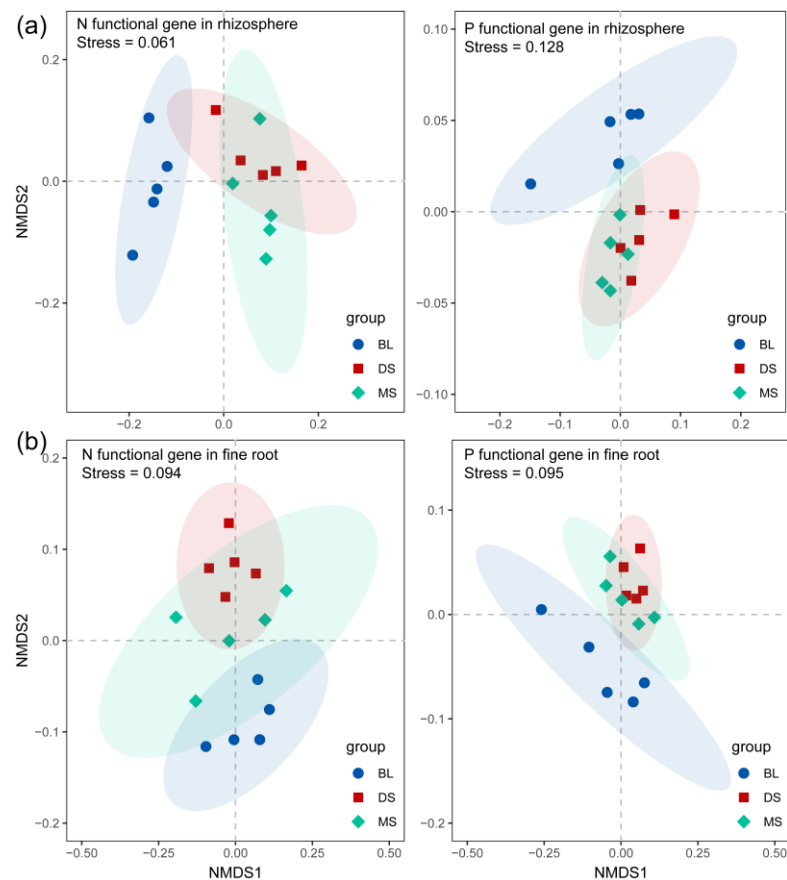 (a)
N functional gene in rhizosphere
Stress = 0.061
0.2
0.0
−0.2
NMDS2
−0.2
0.0
0.2
group
BL
DS
MS
P functional gene in rhizosphere
Stress = 0.128
0.10
0.05
0.00
−0.05
−0.10
−0.2
−0.1
0.0
0.1
0.2
group
BL
DS
MS
(b)
N functional gene in fine root
Stress = 0.094
0.2
0.1
0.0
−0.1
−0.2
NMDS2
−0.50
−0.25
0.00
0.25
0.50
NMDS1
group
BL
DS
MS
P functional gene in fine root
Stress = 0.095
0.1
0.0
−0.1
−0.2
−0.50
−0.25
0.00
0.25
0.50
NMDS1
group
BL
DS
MS